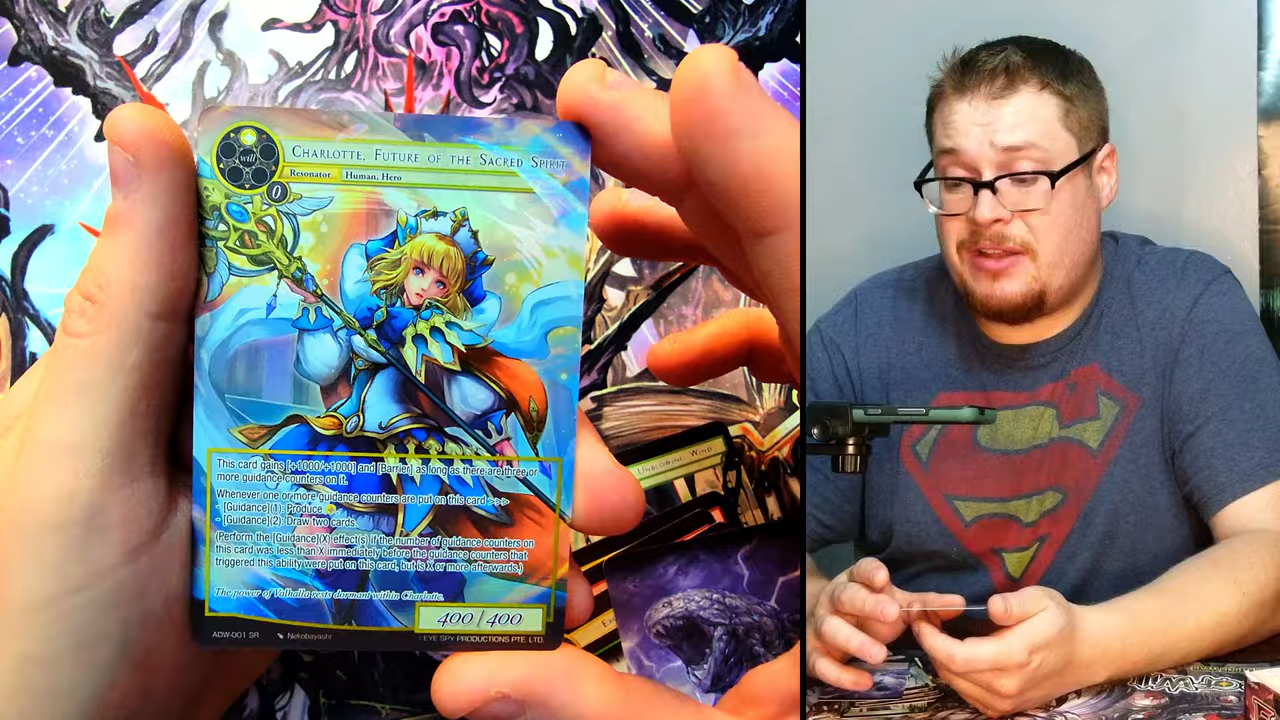 will
CHARLOTTE, FUTURE OF THE SACRED SPIRIT
Resonator Human, Hero
0
This card gains [+1000/+1000] and [Barrier] as long as there are three or
more guidance counters on it.
Whenever one or more guidance counters are put on this card >>>
- [Guidance](1): Produce .
- [Guidance](2): Draw two cards.
(Perform the [Guidance](X) effect(s) if the number of guidance counters on
this card was less than X immediately before the guidance counters that
triggered this ability were put on this card, but is X or more afterwards.)
The power of Valhalla rests dormant within Charlotte.
400/400
ADW-001 SR Nekobayashi ©EYE SPY PRODUCTIONS PTE. LTD.
UNBLOCKING, WIND